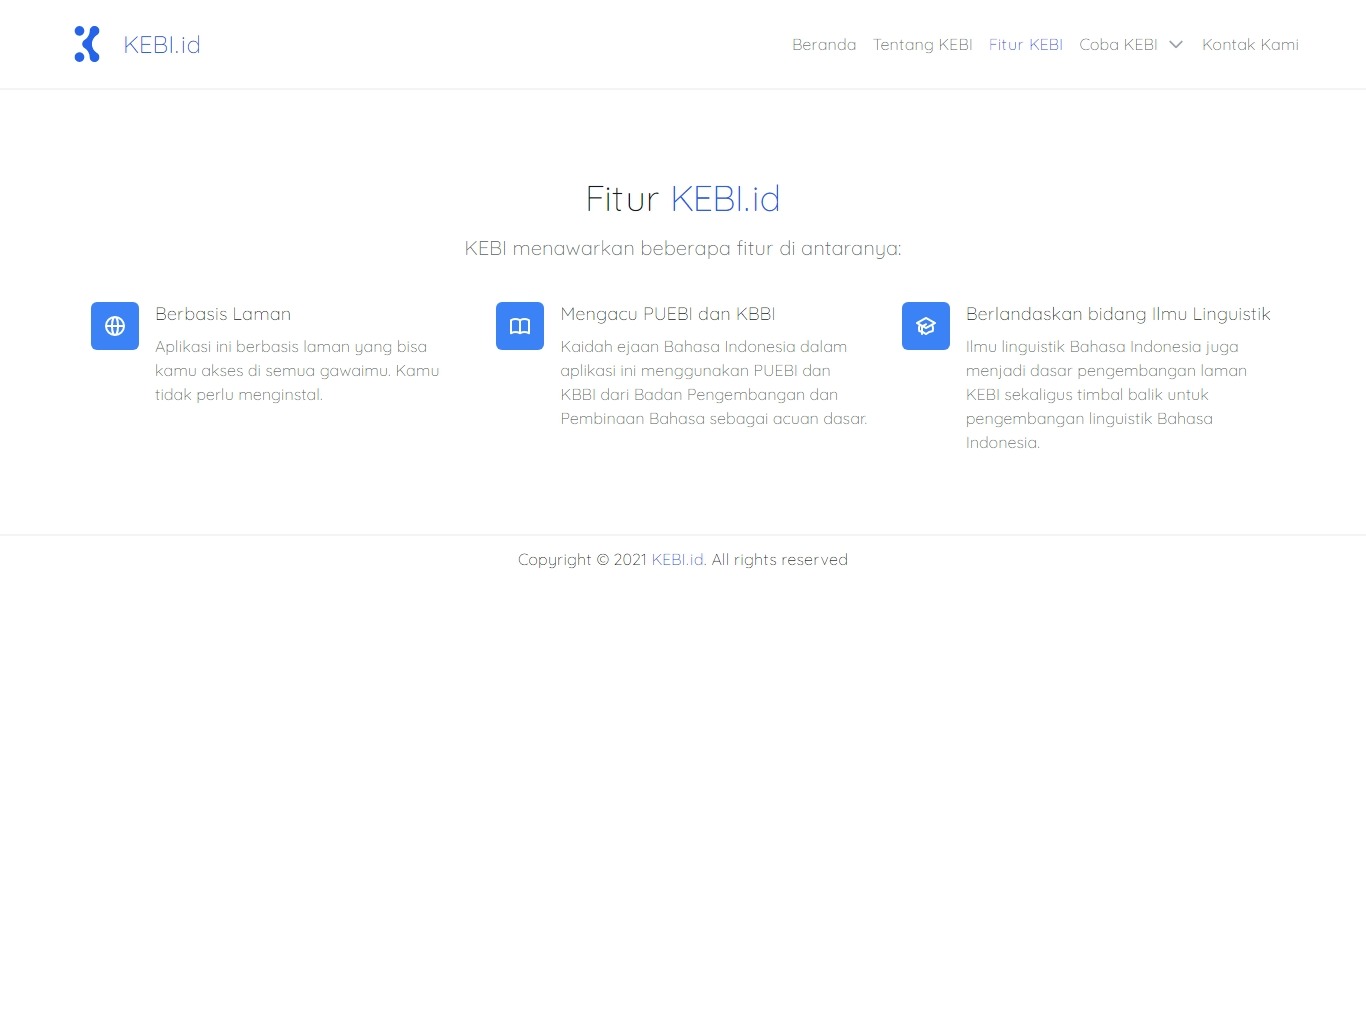 KEBI.id
Beranda
Tentang KEBI
Fitur KEBI
Coba KEBI
Kontak Kami
Fitur KEBI.id
KEBI menawarkan beberapa fitur di antaranya:
Berbasis Laman
Aplikasi ini berbasis laman yang bisa
kamu akses di semua gawaimu. Kamu
tidak perlu menginstal.
Mengacu PUEBI dan KBBI
Kaidah ejaan Bahasa Indonesia dalam
aplikasi ini menggunakan PUEBI dan
KBBI dari Badan Pengembangan dan
Pembinaan Bahasa sebagai acuan dasar.
Berlandaskan bidang Ilmu Linguistik
Ilmu linguistik Bahasa Indonesia juga
menjadi dasar pengembangan laman
KEBI sekaligus timbal balik untuk
pengembangan linguistik Bahasa
Indonesia.
Copyright © 2021 KEBI.id. All rights reserved